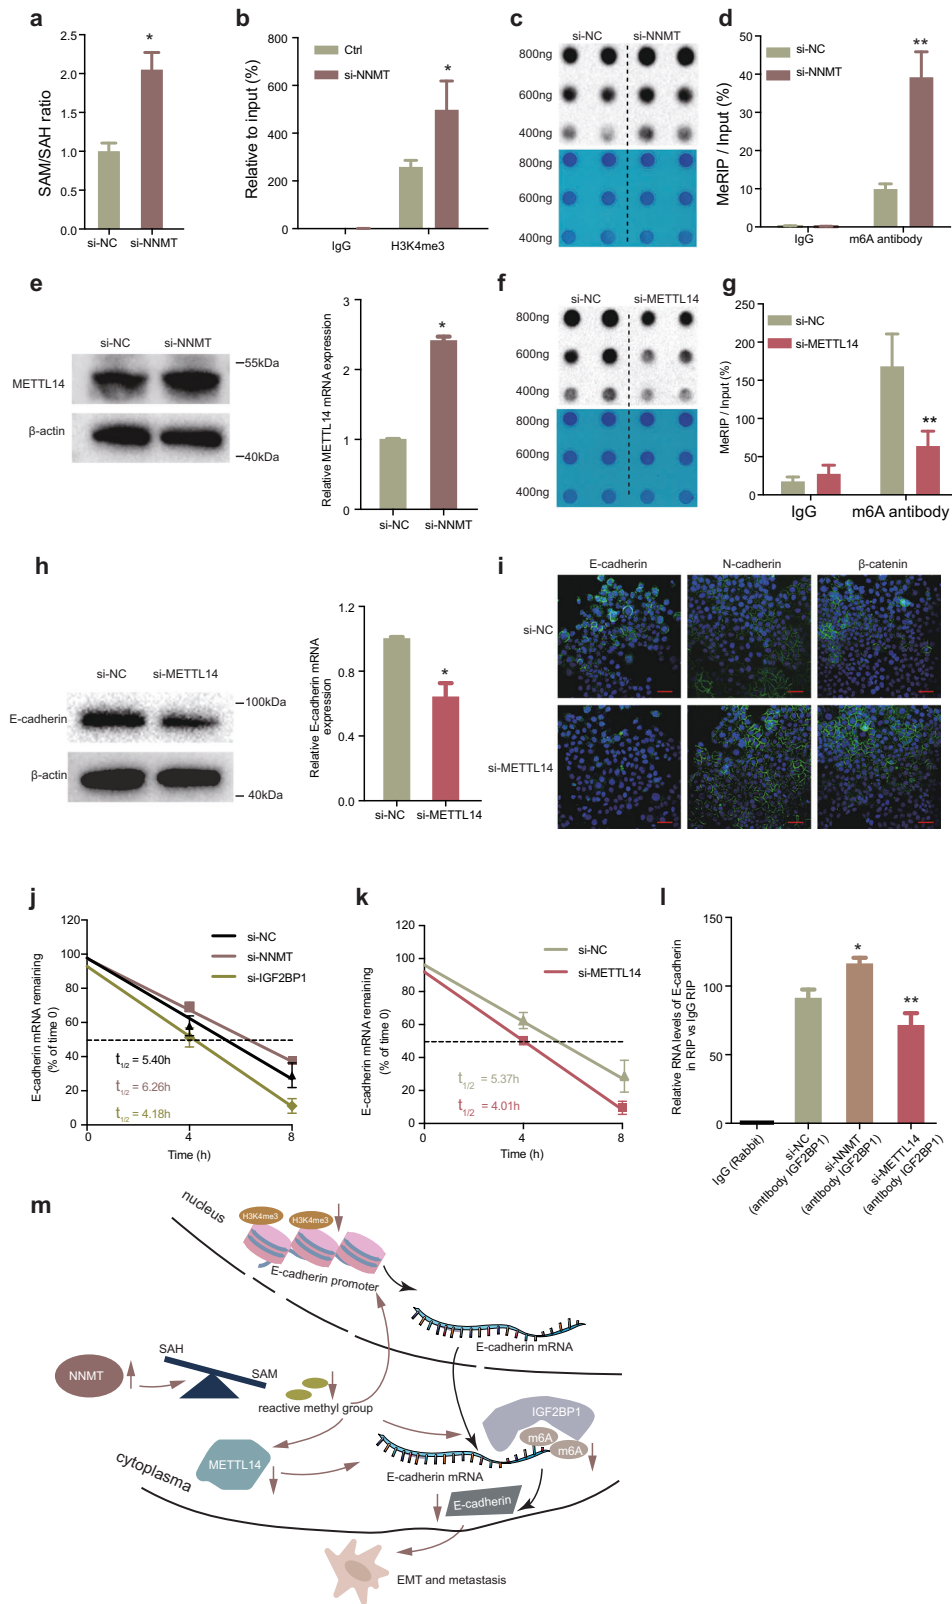 a
SAM/SAH ratio
2.5
2.0
1.5
1.0
0.5
0.0
*
si-NC
si-NNMT
b
Relative to input (%)
800
600
400
200
0
Ctrl
si-NNMT
*
IgG
H3K4me3
c
si-NC
si-NNMT
800ng
600ng
400ng
800ng
600ng
400ng
d
MeRIP / Input (%)
50
40
30
20
10
0
si-NC
si-NNMT
**
IgG
m6A antibody
e
si-NC
si-NNMT
METTL14
55kDa
β-actin
40kDa
Relative METTL14 mRNA expression
3
2
1
0
*
si-NC
si-NNMT
f
si-NC
si-METTL14
800ng
600ng
400ng
800ng
600ng
400ng
g
MeRIP / Input (%)
250
200
150
100
50
0
si-NC
si-METTL14
**
IgG
m6A antibody
h
si-NC
si-METTL14
E-cadherin
100kDa
β-actin
40kDa
Relative E-cadherin mRNA
expression
1.2
0.8
0.4
0.0
*
si-NC
si-METTL14
i
E-cadherin
N-cadherin
β-catenin
si-NC
si-METTL14
j
E-cadherin mRNA remaining
(% of time 0)
120
100
80
60
40
20
0
si-NC
si-NNMT
si-IGF2BP1
t1/2 = 5.40h
t1/2 = 6.26h
t1/2 = 4.18h
0
4
8
Time (h)
k
E-cadherin mRNA remaining
(% of time 0)
120
100
80
60
40
20
0
si-NC
si-METTL14
t1/2 = 5.37h
t1/2 = 4.01h
0
4
8
Time (h)
l
Relative RNA levels of E-cadherin
in RIP vs IgG RIP
150
100
50
0
*
**
IgG (Rabbit)
si-NC
(antibody IGF2BP1)
si-NNMT
(antibody IGF2BP1)
si-METTL14
(antibody IGF2BP1)
m
nucleus
H3K4me3
H3K4me3
E-cadherin promoter
E-cadherin mRNA
NNMT
SAH
SAM
reactive methyl group
IGF2BP1
m6A
m6A
METTL14
E-cadherin mRNA
cytoplasma
E-cadherin
EMT and metastasis